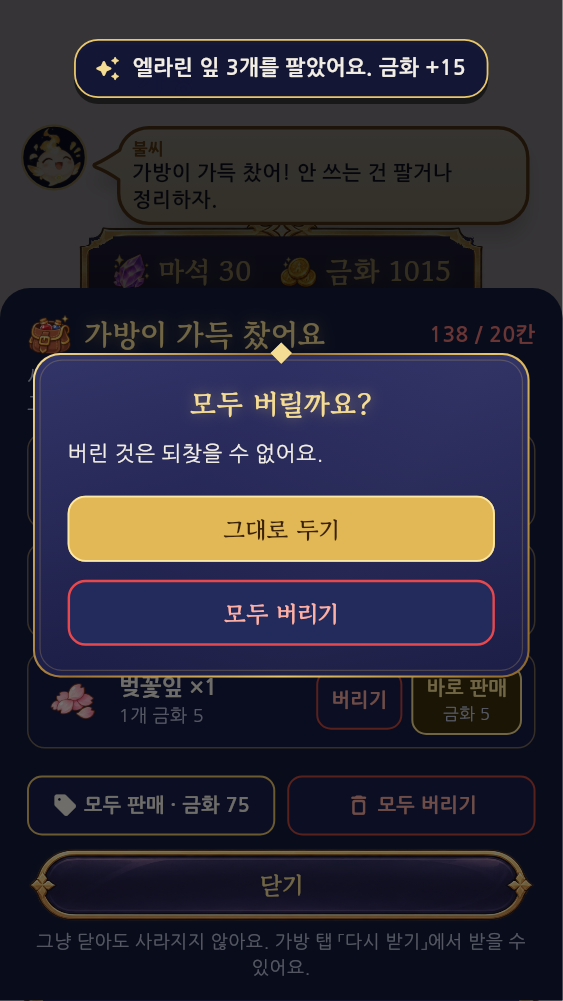 엘라린 잎 3개를 팔았어요. 금화 +15
불씨
가방이 가득 찼어! 안 쓰는 건 팔거나
정리하자.
마석 30 금화 1015
가방이 가득 찼어요 138 / 20칸
모두 버릴까요?
버린 것은 되찾을 수 없어요.
그대로 두기
모두 버리기
벚꽃잎 ×1
1개 금화 5
버리기
바로 판매
금화 5
모두 판매 · 금화 75
모두 버리기
닫기
그냥 닫아도 사라지지 않아요. 가방 탭 「다시 받기」에서 받을 수
있어요.